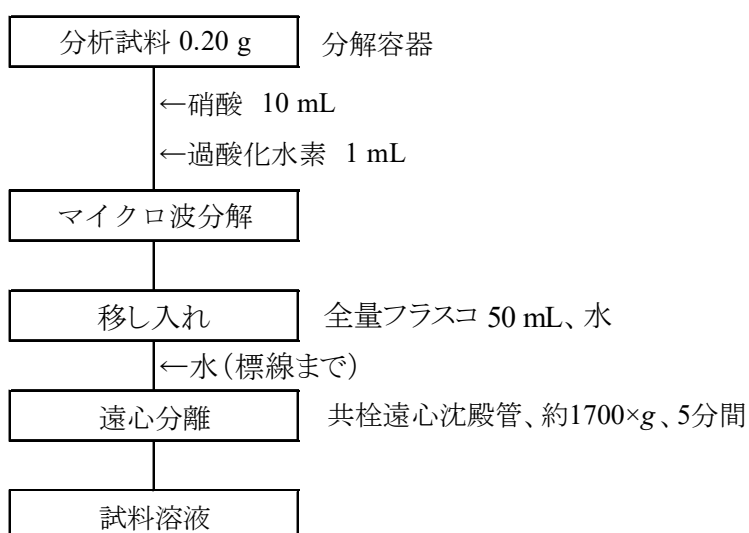 分析試料 0.20 g 分解容器
←硝酸 10 mL
←過酸化水素 1 mL
マイクロ波分解
移し入れ 全量フラスコ 50 mL、水
←水(標線まで)
遠心分離 共栓遠心沈殿管、約1700×g、5分間
試料溶液